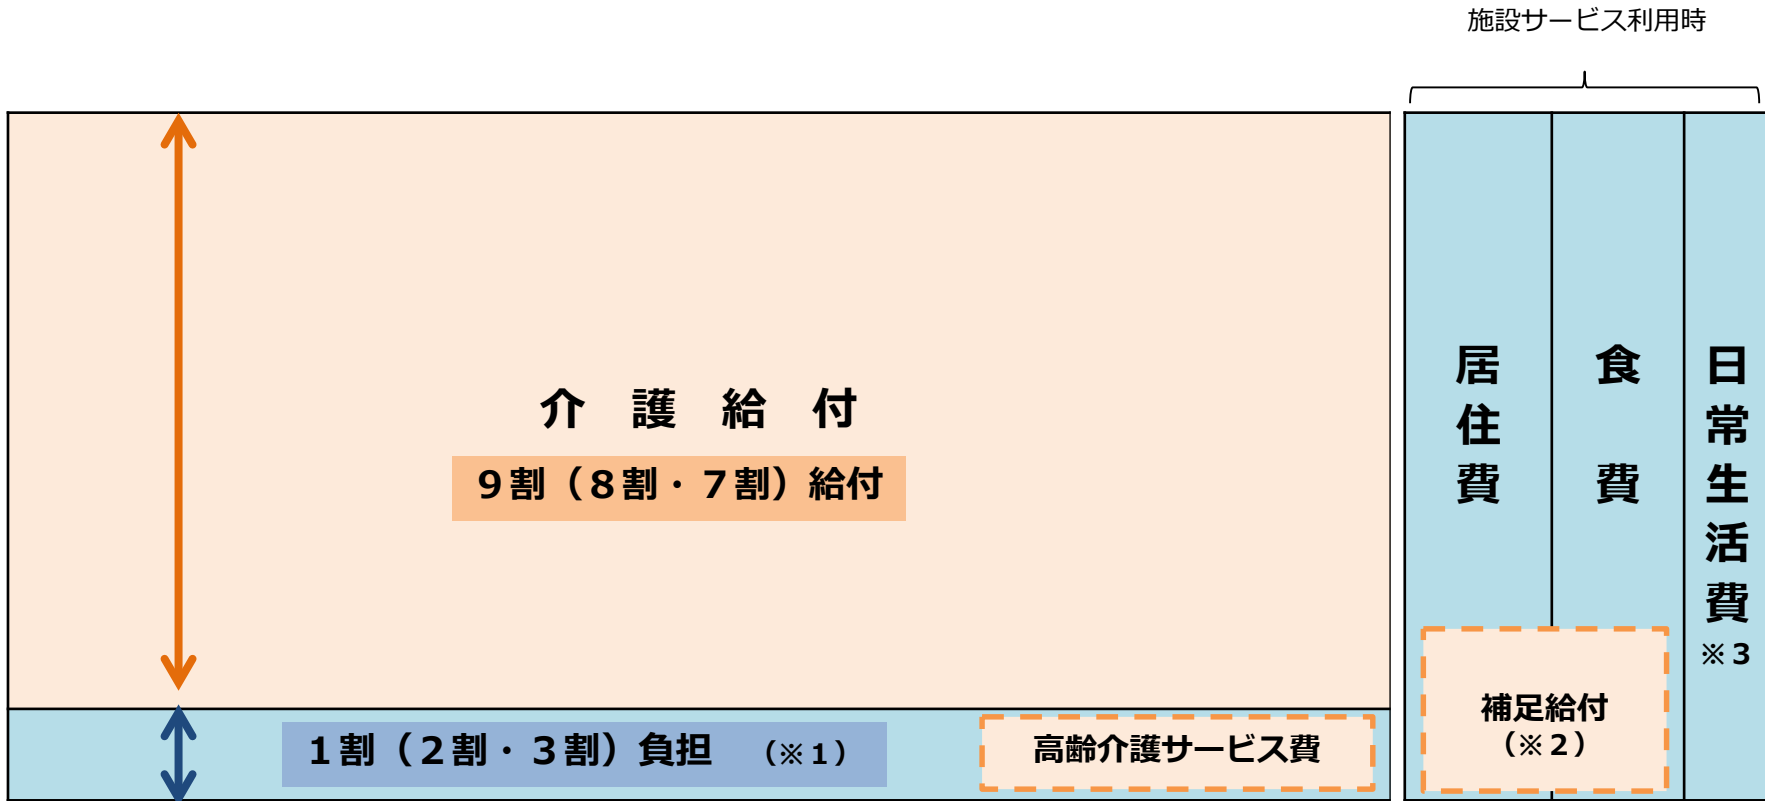 施設サービス利用時
介　護　給　付
９割（８割・７割）給付
１割（２割・３割）負担　（※１）
高齢介護サービス費
居住費
食費
日常生活費※３
補足給付
（※２）